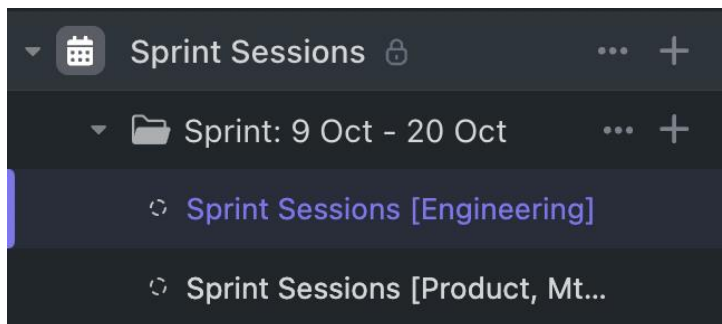 Sprint Sessions
Sprint: 9 Oct - 20 Oct
Sprint Sessions [Engineering]
Sprint Sessions [Product, Mt...